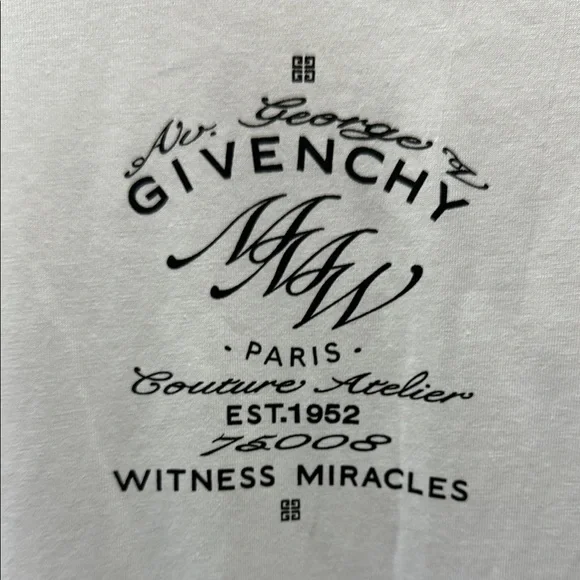 Av. George V
GIVENCHY
MMW
· PARIS ·
Couture Atelier
EST.1952
75008
WITNESS MIRACLES